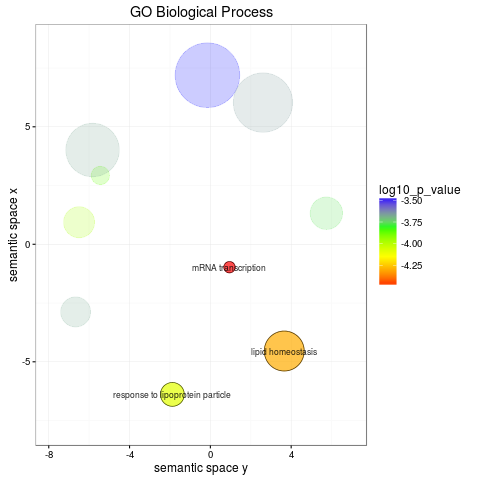 GO Biological Process
log10_p_value
-3.50
-3.75
-4.00
-4.25
5
0
-5
semantic space x
mRNA transcription
lipid homeostasis
response to lipoprotein particle
-8
-4
0
4
semantic space y